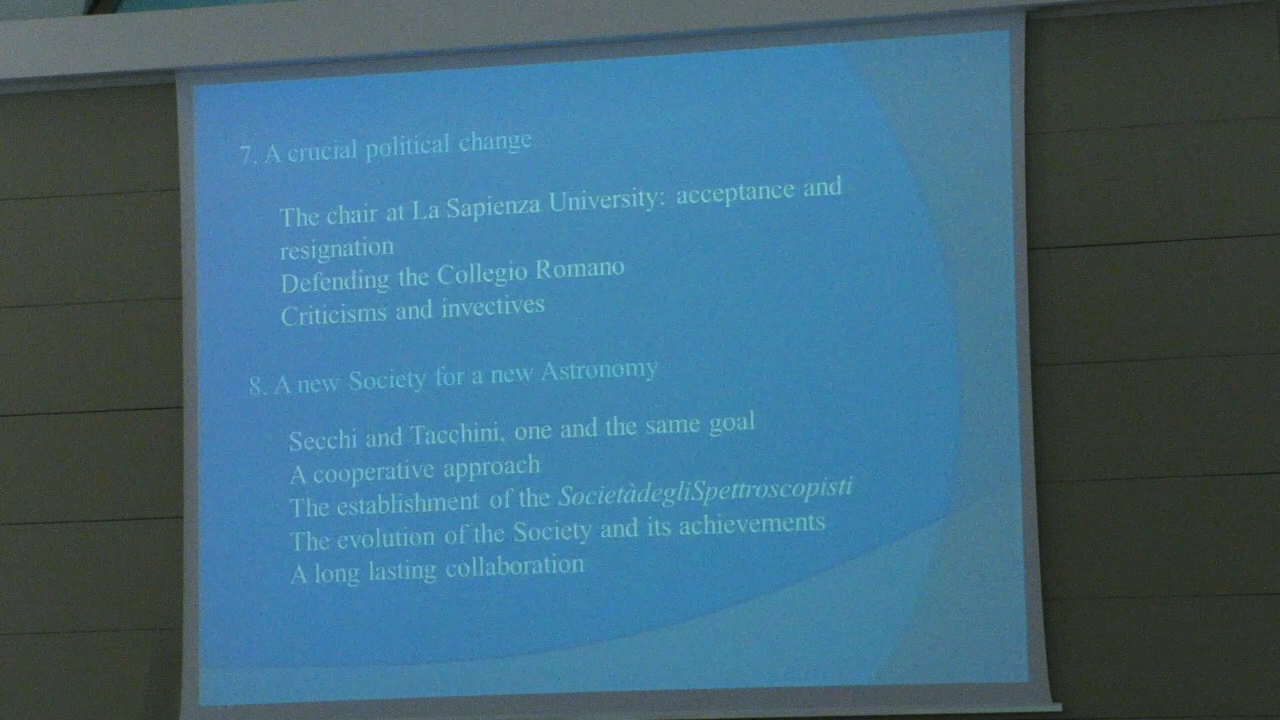 7. A crucial political change
The chair at La Sapienza University: acceptance and
resignation
Defending the Collegio Romano
Criticisms and invectives
8. A new Society for a new Astronomy
Secchi and Tacchini, one and the same goal
A cooperative approach
The establishment of the SocietàdegliSpettroscopisti
The evolution of the Society and its achievements
A long lasting collaboration